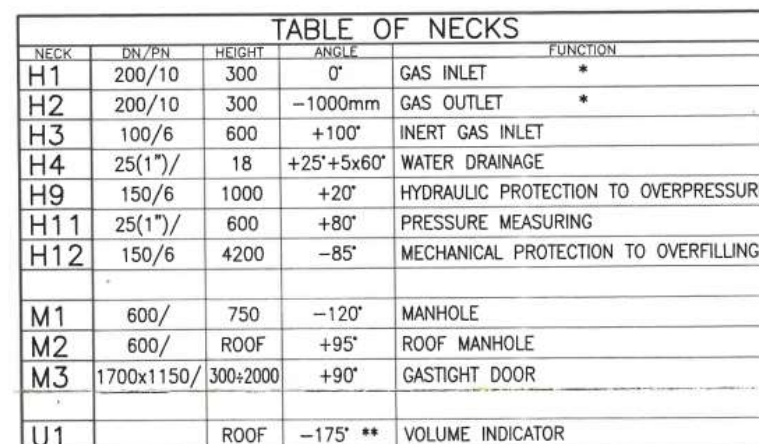 TABLE OF NECKS
NECK DN/PN HEIGHT ANGLE FUNCTION
H1 200/10 300 0° GAS INLET *
H2 200/10 300 −1000mm GAS OUTLET *
H3 100/6 600 +100° INERT GAS INLET
H4 25(1")/ 18 +25°+5x60° WATER DRAINAGE
H9 150/6 1000 +20° HYDRAULIC PROTECTION TO OVERPRESSUR
H11 25(1")/ 600 +80° PRESSURE MEASURING
H12 150/6 4200 −85° MECHANICAL PROTECTION TO OVERFILLING
M1 600/ 750 −120° MANHOLE
M2 600/ ROOF +95° ROOF MANHOLE
M3 1700x1150/ 300÷2000 +90° GASTIGHT DOOR
U1 ROOF −175° ** VOLUME INDICATOR